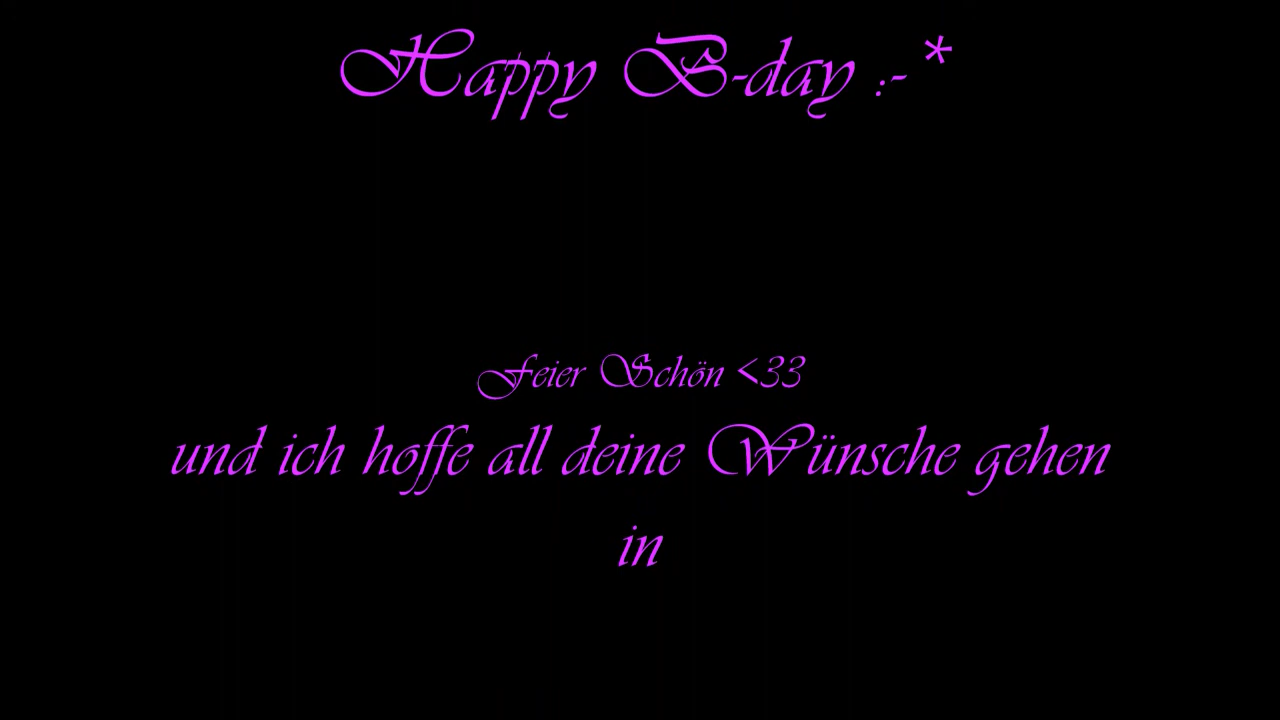 Happy B-day :-*
Feier Schön <33
und ich hoffe all deine Wünsche gehen
in